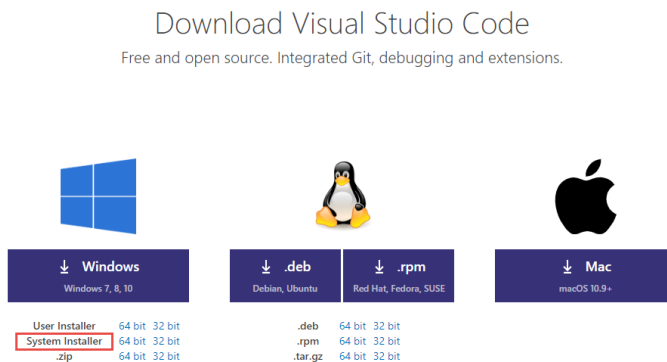 Download Visual Studio Code
Free and open source. Integrated Git, debugging and extensions.
Windows
Windows 7, 8, 10
.deb
Debian, Ubuntu
.rpm
Red Hat, Fedora, SUSE
Mac
macOS 10.9+
User Installer 64 bit 32 bit
System Installer 64 bit 32 bit
.zip 64 bit 32 bit
.deb 64 bit 32 bit
.rpm 64 bit 32 bit
.tar.gz 64 bit 32 bit